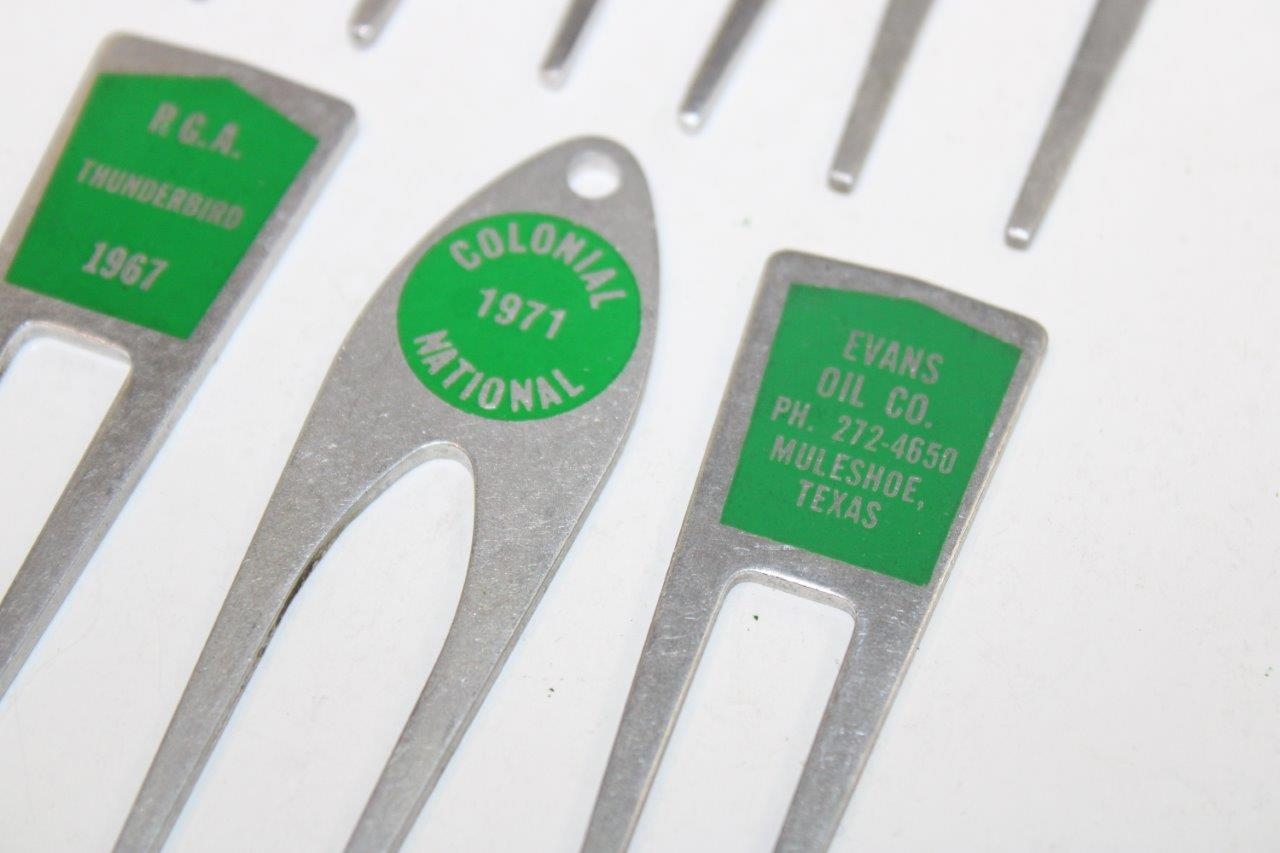 P.G.A.
THUNDERBIRD
1967
COLONIAL
1971
NATIONAL
EVANS
OIL CO.
PH. 272-4650
MULESHOE,
TEXAS